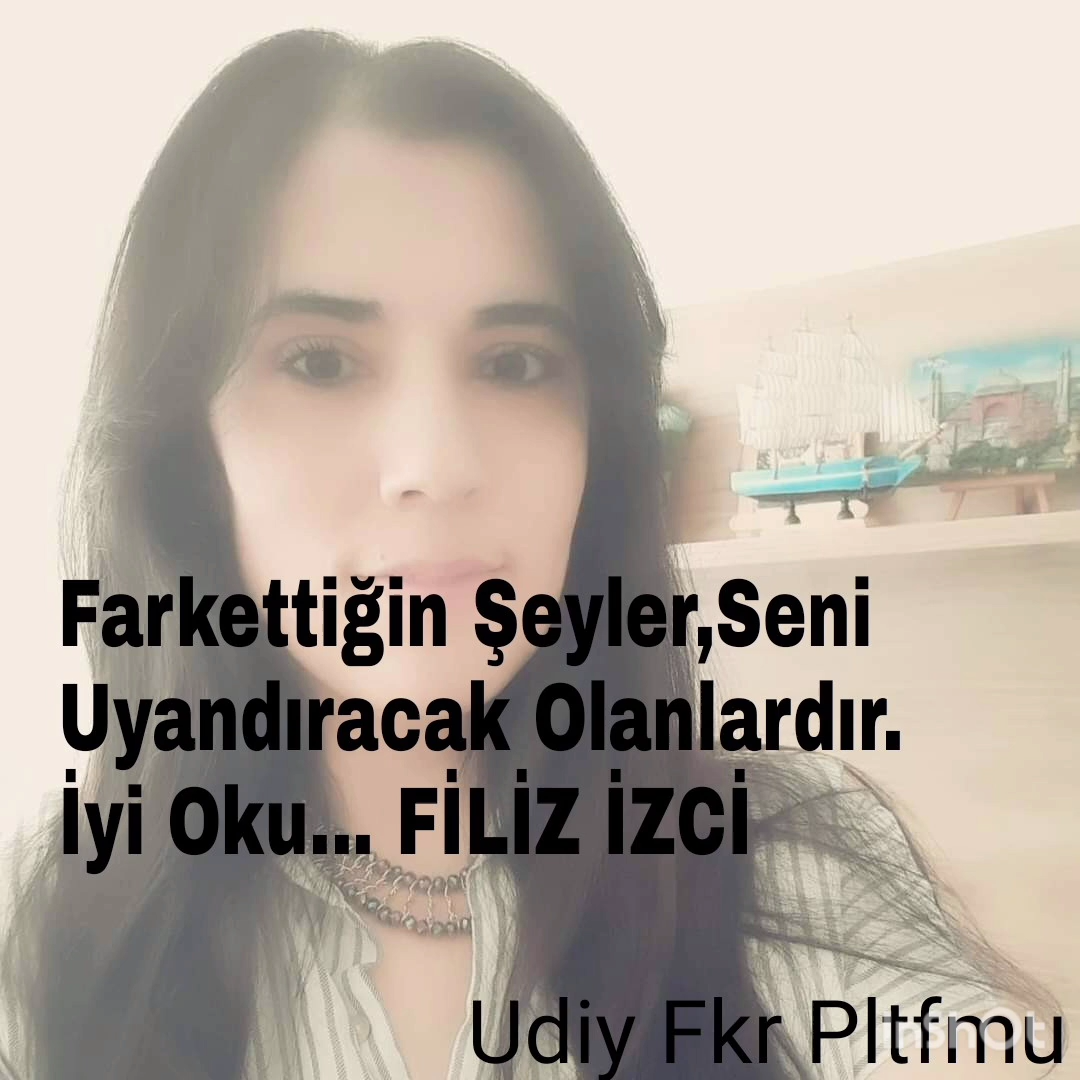 Farkettiğin Şeyler,Seni
Uyandıracak Olanlardır.
İyi Oku... FİLİZ İZCİ
Udiy Fkr Pltfmu